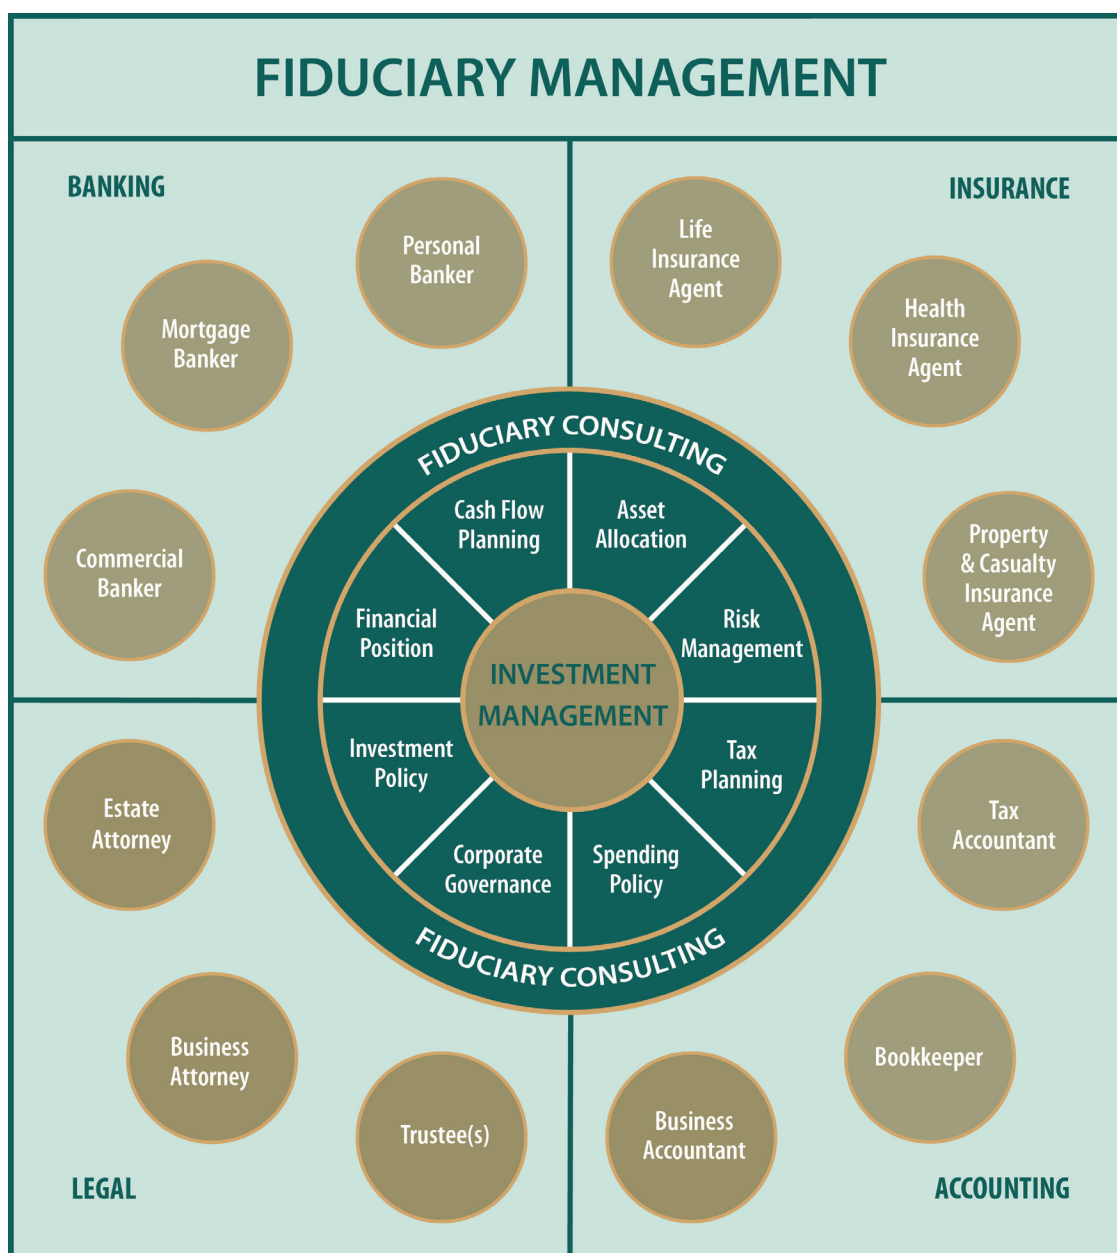 FIDUCIARY MANAGEMENT
BANKING
Personal
Banker
Mortgage
Banker
Commercial
Banker
INSURANCE
Life
Insurance
Agent
Health
Insurance
Agent
Property
& Casualty
Insurance
Agent
FIDUCIARY CONSULTING
Cash Flow
Planning
Asset
Allocation
Financial
Position
Risk
Management
INVESTMENT
MANAGEMENT
Investment
Policy
Tax
Planning
Corporate
Governance
Spending
Policy
FIDUCIARY CONSULTING
Estate
Attorney
Business
Attorney
Trustee(s)
LEGAL
Tax
Accountant
Bookkeeper
Business
Accountant
ACCOUNTING